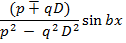 (p ∓ qD)
p² − q²D² sin bx